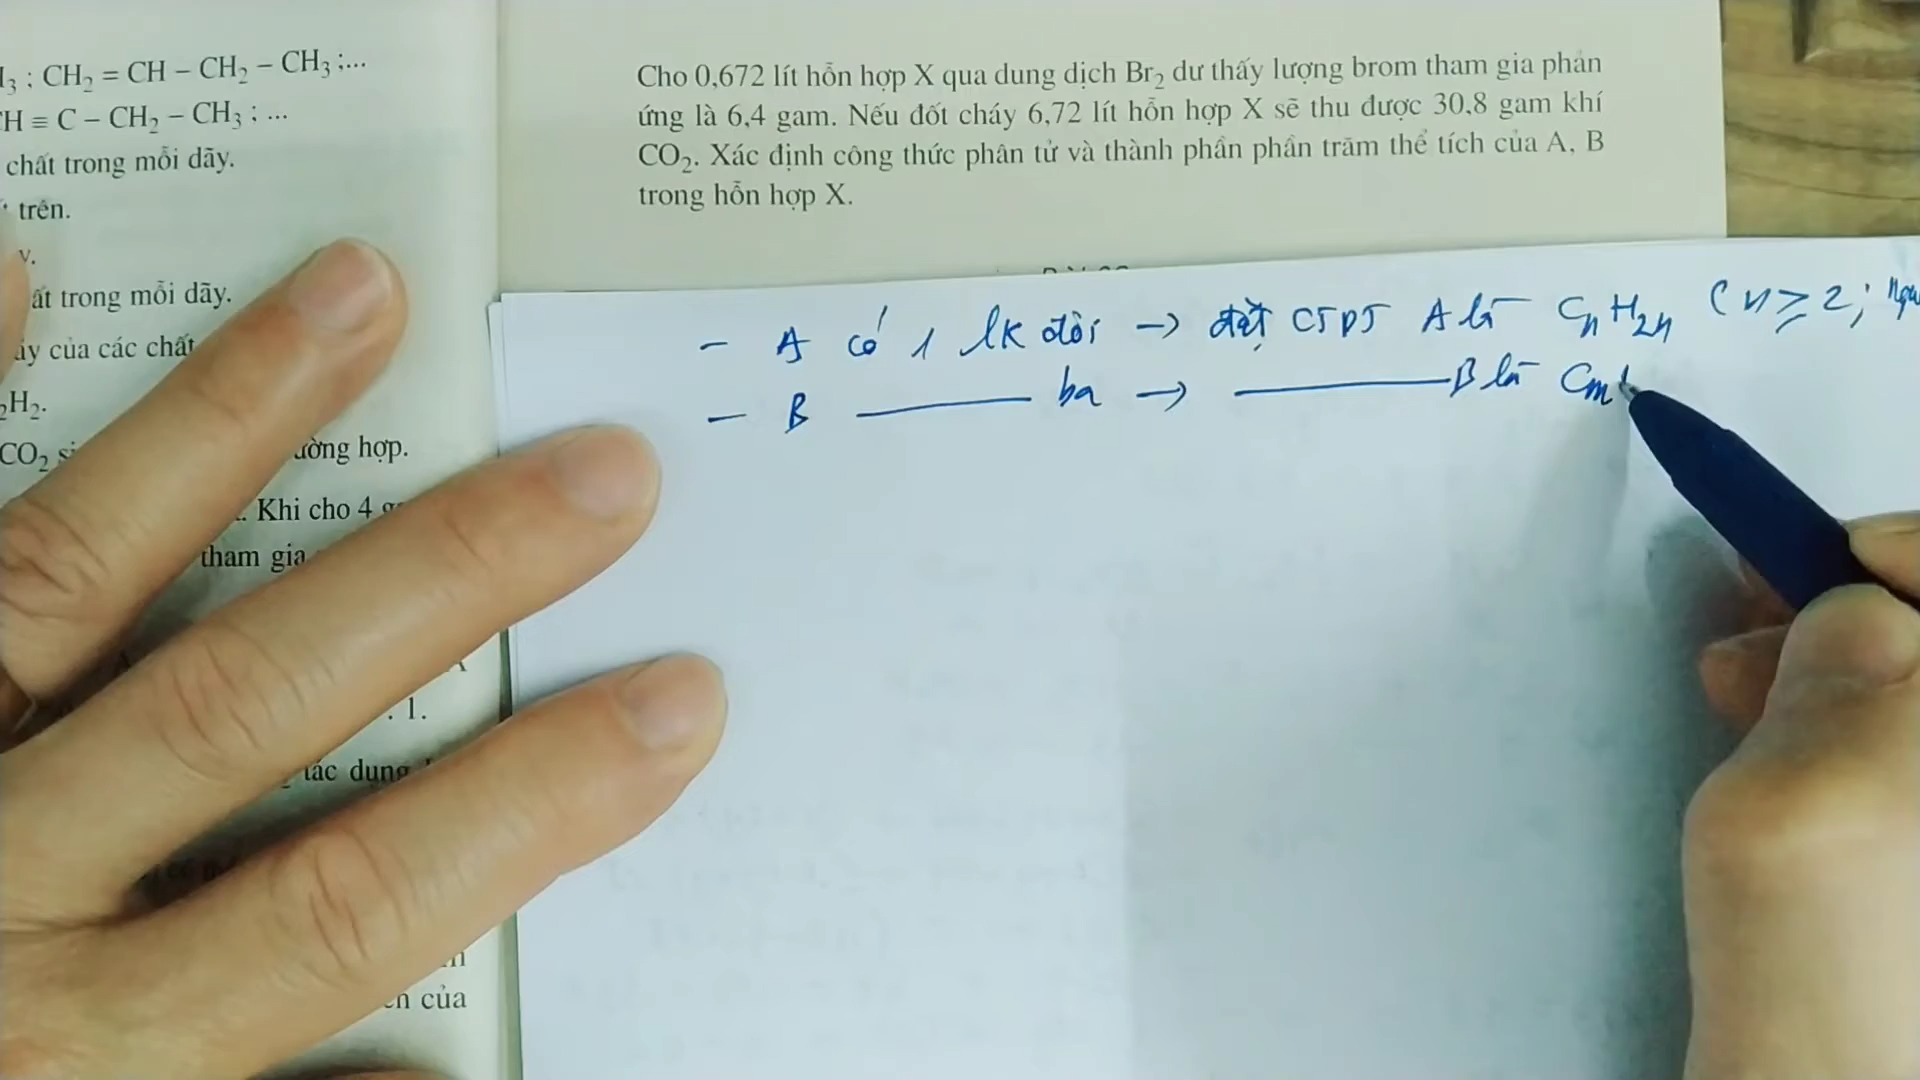 ; CH₂ = CH – CH₂ – CH₃ ;...
H ≡ C – CH₂ – CH₃ ; ...
chất trong mỗi dãy.
trên.
v.
ất trong mỗi dãy.
ảy của các chất
₂H₂.
CO₂
ường hợp.
Khi cho 4
tham gia
. 1.
tác dụng
của
Cho 0,672 lít hỗn hợp X qua dung dịch Br₂ dư thấy lượng brom tham gia phản
ứng là 6,4 gam. Nếu đốt cháy 6,72 lít hỗn hợp X sẽ thu được 30,8 gam khí
CO₂. Xác định công thức phân tử và thành phần phần trăm thể tích của A, B
trong hỗn hợp X.
- A có 1 lk đôi → đặt CTPT A là CₙH₂ₙ (n ≥ 2;
- B ba → B là Cₘ